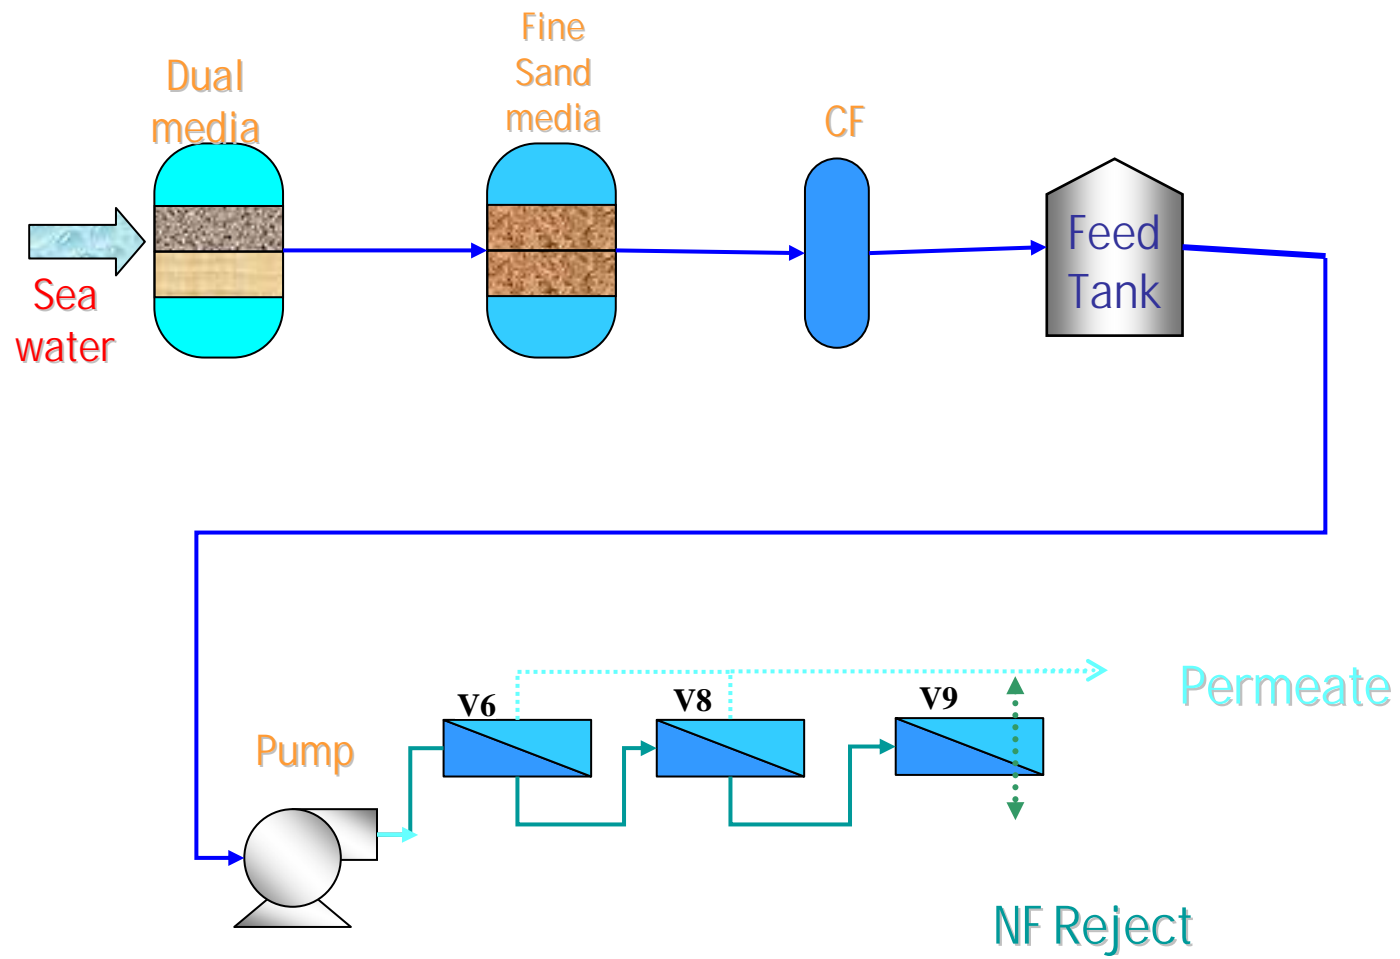 Fine
Sand
media
Dual
media
CF
Feed
Tank
Sea
water
Permeate
V6
V8
V9
Pump
NF Reject